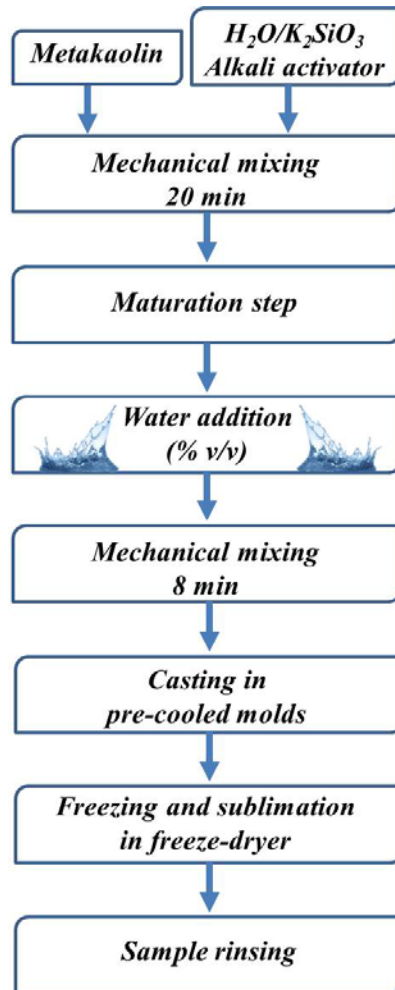 Metakaolin
H₂O/K₂SiO₃
Alkali activator
Mechanical mixing
20 min
Maturation step
Water addition
(% v/v)
Mechanical mixing
8 min
Casting in
pre-cooled molds
Freezing and sublimation
in freeze-dryer
Sample rinsing